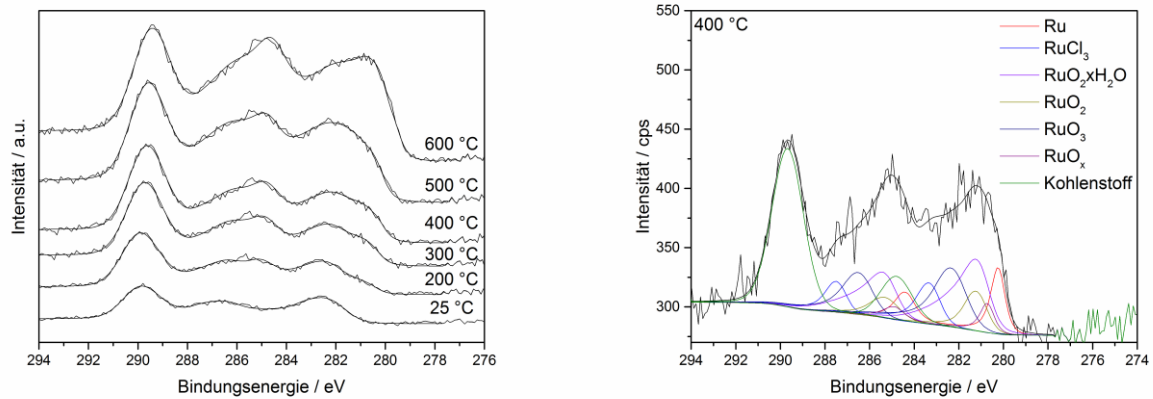 Intensität / a.u.
600 °C
500 °C
400 °C
300 °C
200 °C
25 °C
294 292 290 288 286 284 282 280 278 276
Bindungsenergie / eV
400 °C
Ru
RuCl₃
RuO₂xH₂O
RuO₂
RuO₃
RuOₓ
Kohlenstoff
Intensität / cps
550
500
450
400
350
300
294 292 290 288 286 284 282 280 278 276 274
Bindungsenergie / eV